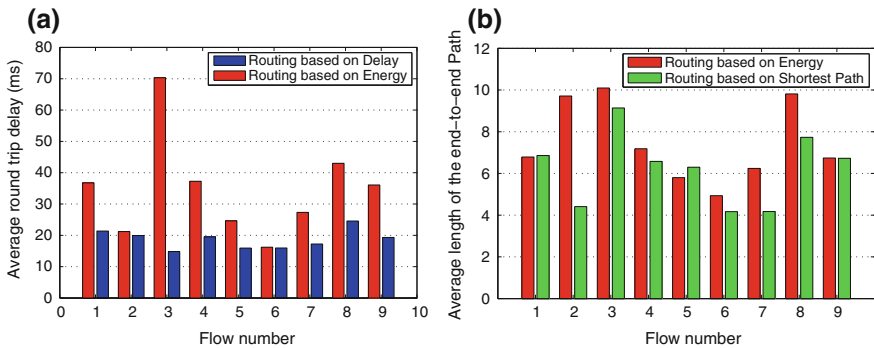 (a)
80
70
60
50
40
30
20
10
0
Average round trip delay (ms)
Routing based on Delay
Routing based on Energy
0 1 2 3 4 5 6 7 8 9 10
Flow number
(b)
12
10
8
6
4
2
0
Average length of the end−to−end Path
Routing based on Energy
Routing based on Shortest Path
1 2 3 4 5 6 7 8 9
Flow number